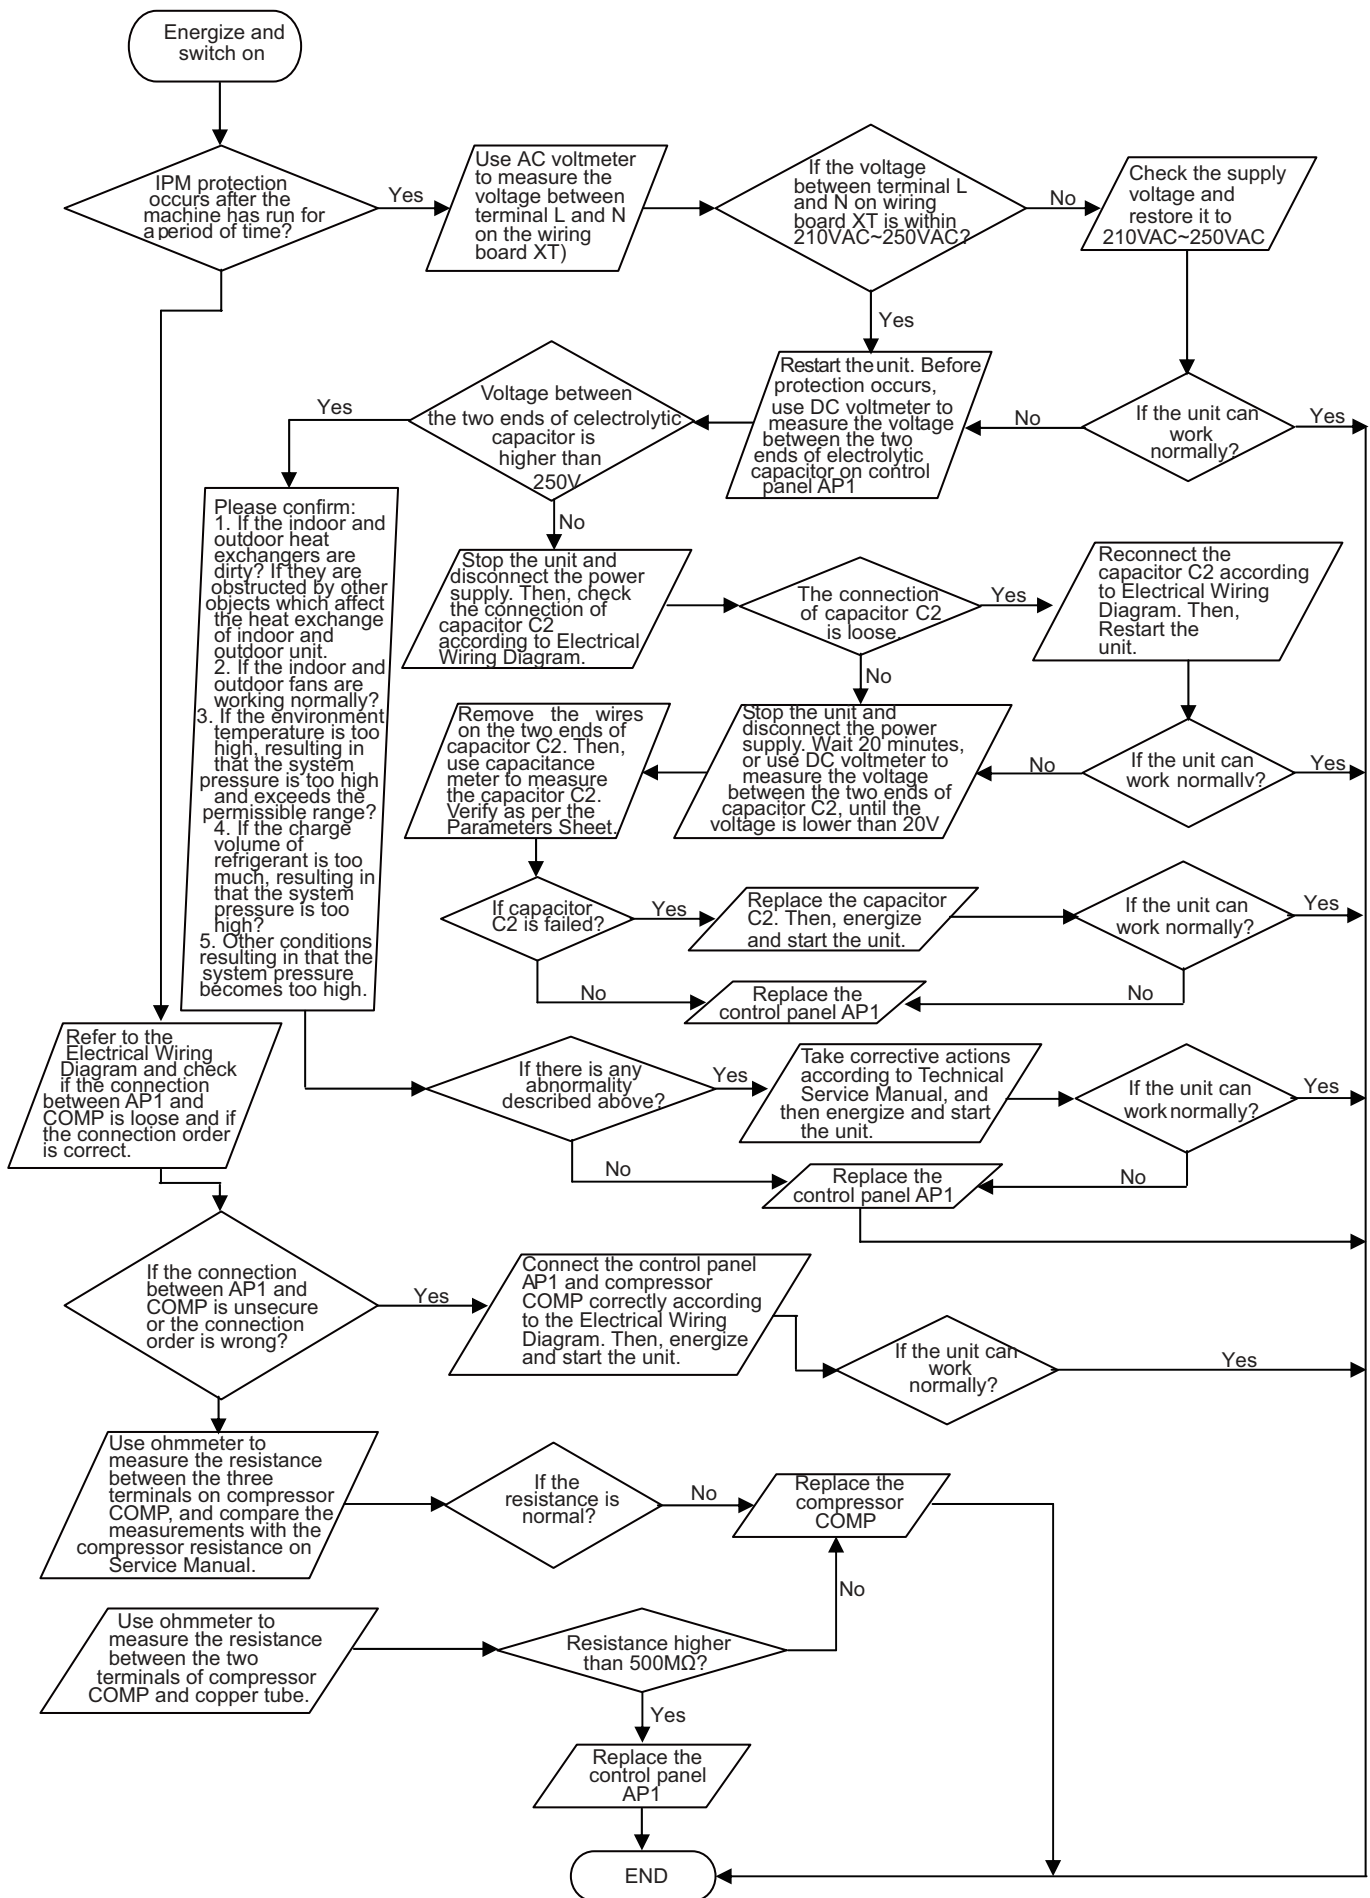 Energize and
switch on
IPM protection
occurs after the
machine has run for
a period of time?
Yes
Use AC voltmeter
to measure the
voltage between
terminal L and N
on the wiring
board XT)
If the voltage
between terminal L
and N on wiring
board XT is within
210VAC~250VAC?
No
Check the supply
voltage and
restore it to
210VAC~250VAC
Yes
Voltage between
the two ends of celectrolytic
capacitor is
higher than
250V
Yes
Restart the unit. Before
protection occurs,
use DC voltmeter to
measure the voltage
between the two
ends of electrolytic
capacitor on control
panel AP1
No
If the unit can
work
normally?
Yes
Please confirm:
1. If the indoor and
outdoor heat
exchangers are
dirty? If they are
obstructed by other
objects which affect
the heat exchange
of indoor and
outdoor unit.
2. If the indoor and
outdoor fans are
working normally?
3. If the environment
temperature is too
high, resulting in
that the system
pressure is too high
and exceeds the
permissible range?
4. If the charge
volume of
refrigerant is too
much, resulting in
that the system
pressure is too
high?
5. Other conditions
resulting in that the
system pressure
becomes too high.
No
Stop the unit and
disconnect the power
supply. Then, check
the connection of
capacitor C2
according to Electrical
Wiring Diagram.
The connection
of capacitor C2
is loose.
Yes
Reconnect the
capacitor C2 according
to Electrical Wiring
Diagram. Then,
Restart the
unit.
No
Remove the wires
on the two ends of
capacitor C2. Then,
use capacitance
meter to measure
the capacitor C2.
Verify as per the
Parameters Sheet.
Stop the unit and
disconnect the power
supply. Wait 20 minutes,
or use DC voltmeter to
measure the voltage
between the two ends of
capacitor C2, until the
voltage is lower than 20V
No
If the unit can
work normally?
Yes
If capacitor
C2 is failed?
Yes
Replace the capacitor
C2. Then, energize
and start the unit.
If the unit can
work normally?
Yes
No
Replace the
control panel AP1
No
Refer to the
Electrical Wiring
Diagram and check
if the connection
between AP1 and
COMP is loose and if
the connection order
is correct.
If there is any
abnormality
described above?
Yes
Take corrective actions
according to Technical
Service Manual, and
then energize and start
the unit.
If the unit can
work normally?
Yes
No
Replace the
control panel AP1
No
If the connection
between AP1 and
COMP is unsecure
or the connection
order is wrong?
Yes
Connect the control panel
AP1 and compressor
COMP correctly according
to the Electrical Wiring
Diagram. Then, energize
and start the unit.
If the unit can
work
normally?
Yes
Use ohmmeter to
measure the resistance
between the three
terminals on compressor
COMP, and compare the
measurements with the
compressor resistance on
Service Manual.
If the
resistance is
normal?
No
Replace the
compressor
COMP
No
Use ohmmeter to
measure the resistance
between the two
terminals of compressor
COMP and copper tube.
Resistance higher
than 500MΩ?
Yes
Replace the
control panel
AP1
END